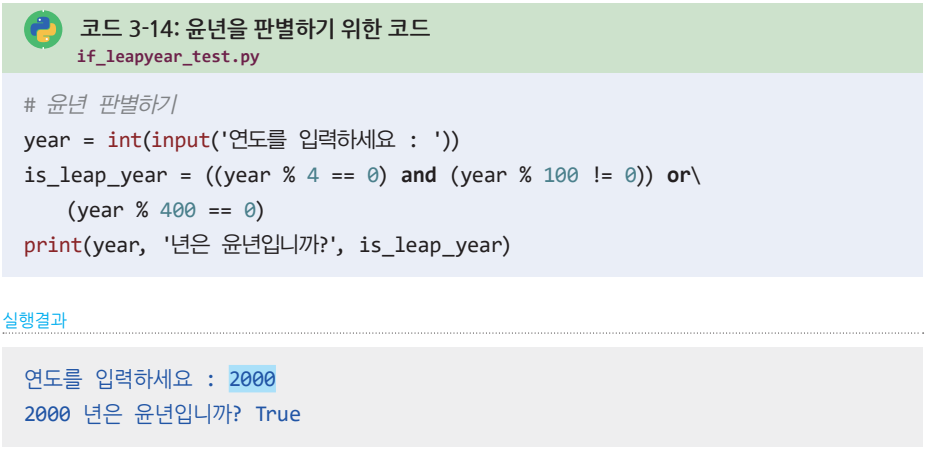 코드 3-14: 윤년을 판별하기 위한 코드
if_leapyear_test.py
# 윤년 판별하기
year = int(input('연도를 입력하세요 : '))
is_leap_year = ((year % 4 == 0) and (year % 100 != 0)) or\
    (year % 400 == 0)
print(year, '년은 윤년입니까?', is_leap_year)
실행결과
연도를 입력하세요 : 2000
2000 년은 윤년입니까? True